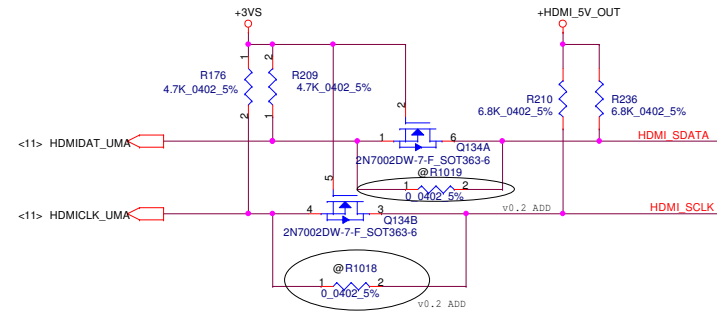 +3VS
+HDMI_5V_OUT
1
2
R176
4.7K_0402_5%
R209
4.7K_0402_5%
2
1
2
R210
6.8K_0402_5%
R236
6.8K_0402_5%
<11> HDMIDAT_UMA
1
6
Q134A
2N7002DW-7-F_SOT363-6
HDMI_SDATA
@R1019
1
2
0_0402_5%
v0.2 ADD
5
<11> HDMICLK_UMA
4
3
Q134B
2N7002DW-7-F_SOT363-6
HDMI_SCLK
@R1018
1
2
0_0402_5%
v0.2 ADD